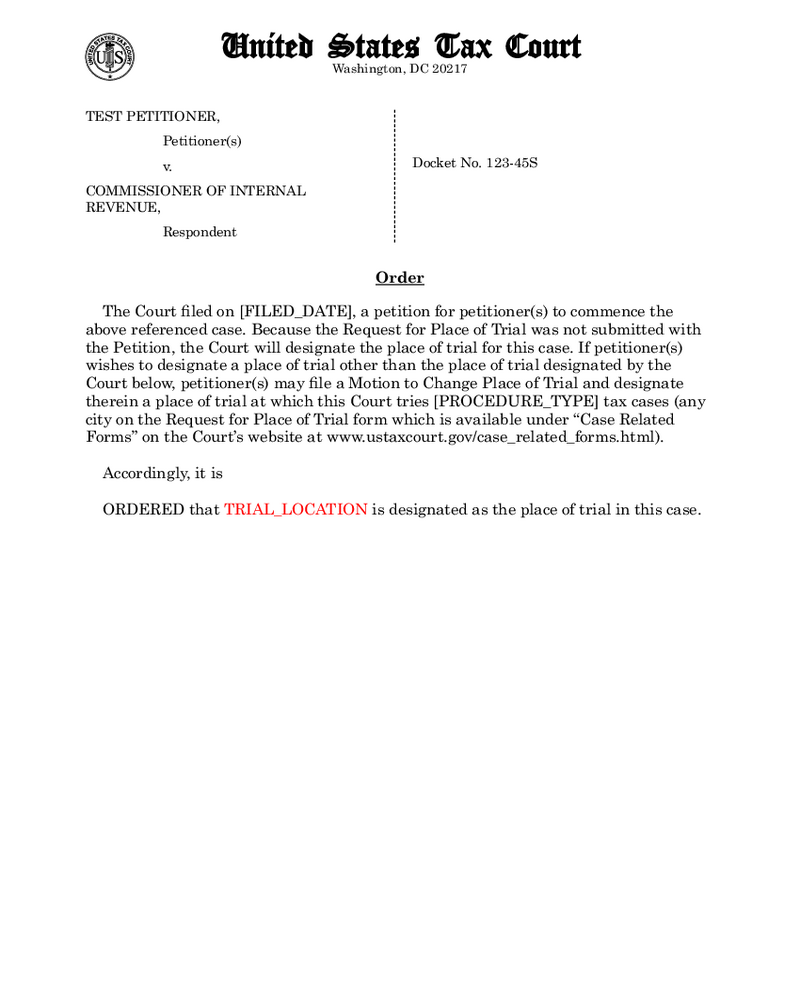 UNITED STATES TAX COURT
US
United States Tax Court
Washington, DC 20217
TEST PETITIONER,
Petitioner(s)
v.
COMMISSIONER OF INTERNAL
REVENUE,
Respondent
Docket No. 123-45S
Order
The Court filed on [FILED_DATE], a petition for petitioner(s) to commence the
above referenced case. Because the Request for Place of Trial was not submitted with
the Petition, the Court will designate the place of trial for this case. If petitioner(s)
wishes to designate a place of trial other than the place of trial designated by the
Court below, petitioner(s) may file a Motion to Change Place of Trial and designate
therein a place of trial at which this Court tries [PROCEDURE_TYPE] tax cases (any
city on the Request for Place of Trial form which is available under “Case Related
Forms” on the Court’s website at www.ustaxcourt.gov/case_related_forms.html).
Accordingly, it is
ORDERED that TRIAL_LOCATION is designated as the place of trial in this case.